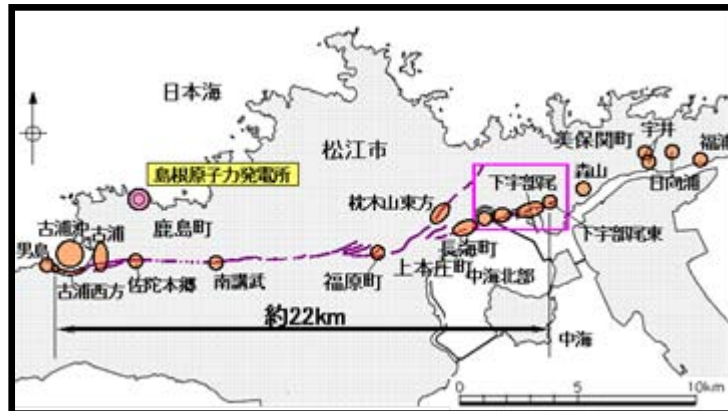 日本海
松江市
美保関町
宇井
福浦
島根原子力発電所
森山
日向浦
下宇部尾
枕木山東方
鹿島町
古浦沖
古浦
男島
長海町
下宇部尾東
上本庄町
古浦西方
佐陀本郷
南講武
福原町
中海北部
約22km
中海
0
5
10km